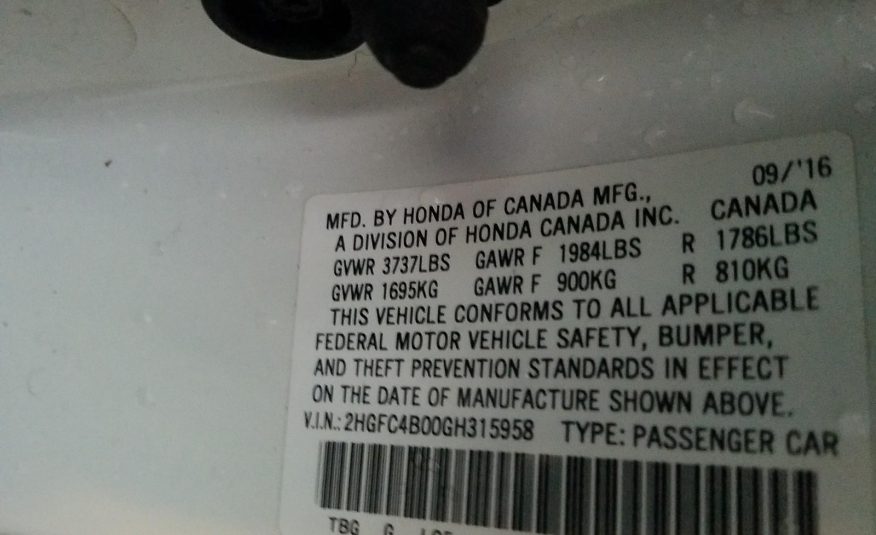 09/'16
MFD. BY HONDA OF CANADA MFG.,
A DIVISION OF HONDA CANADA INC. CANADA
GVWR 3737LBS GAWR F 1984LBS R 1786LBS
GVWR 1695KG GAWR F 900KG R 810KG
THIS VEHICLE CONFORMS TO ALL APPLICABLE
FEDERAL MOTOR VEHICLE SAFETY, BUMPER,
AND THEFT PREVENTION STANDARDS IN EFFECT
ON THE DATE OF MANUFACTURE SHOWN ABOVE.
V.I.N.: 2HGFC4B00GH315958 TYPE: PASSENGER CAR
TBG G